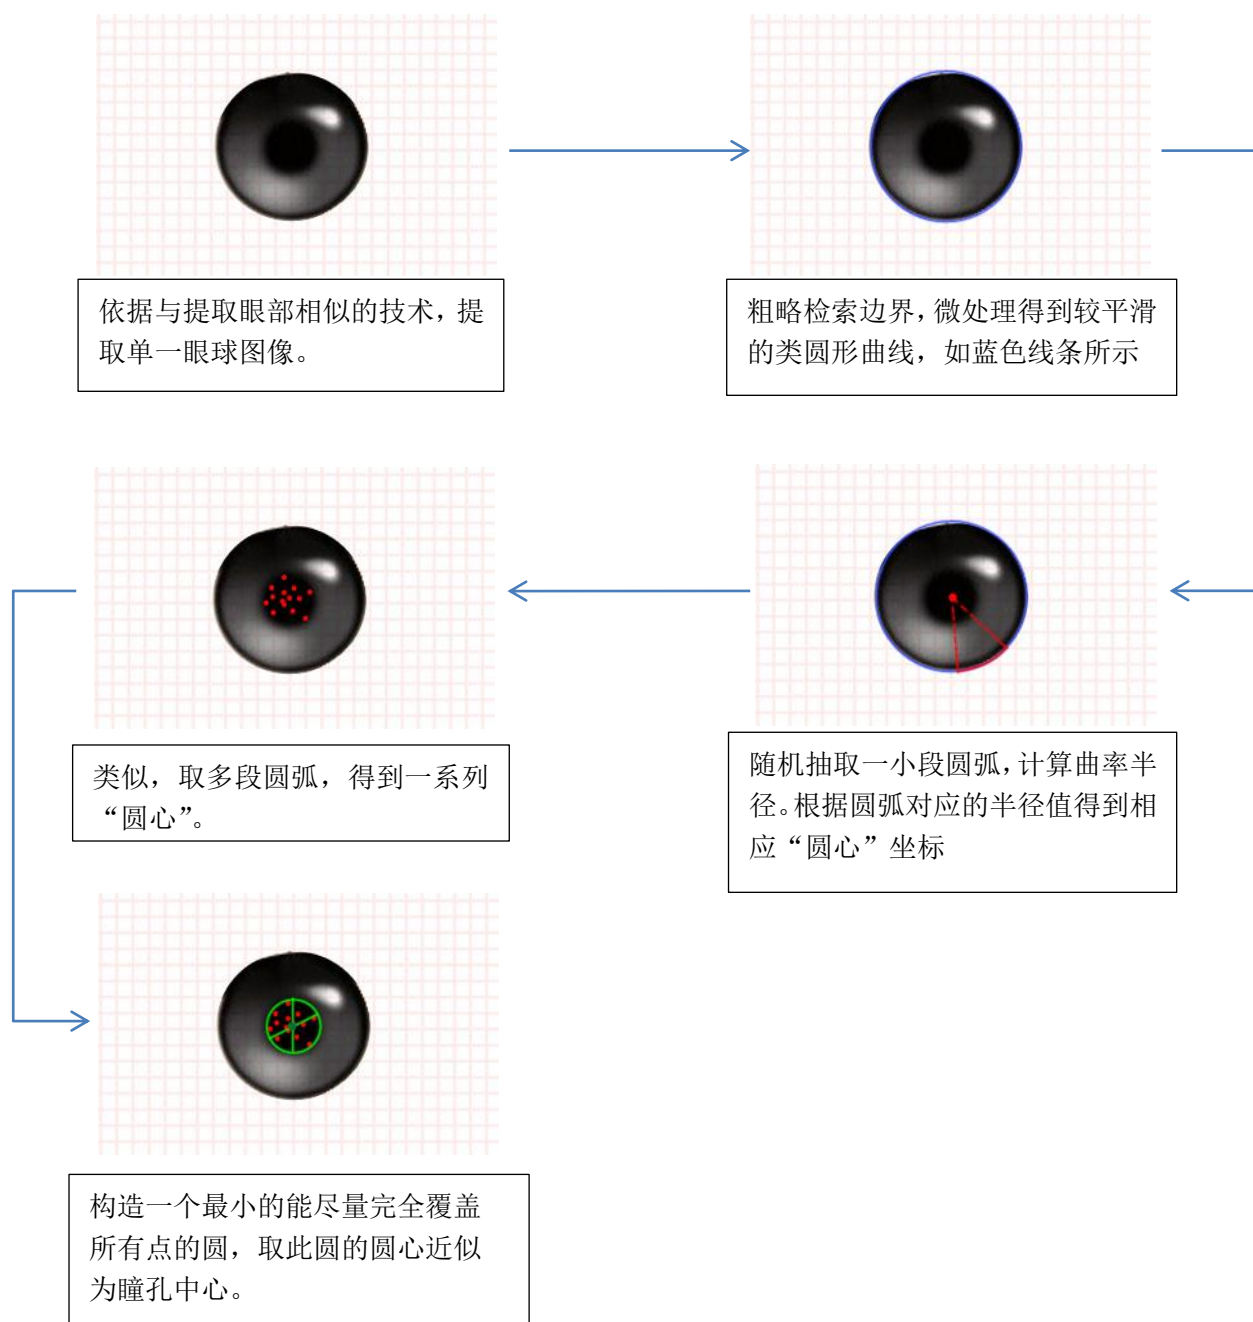 依据与提取眼部相似的技术，提
取单一眼球图像。
粗略检索边界，微处理得到较平滑
的类圆形曲线，如蓝色线条所示
随机抽取一小段圆弧，计算曲率半
径。根据圆弧对应的半径值得到相
应“圆心”坐标
类似，取多段圆弧，得到一系列
“圆心”。
构造一个最小的能尽量完全覆盖
所有点的圆，取此圆的圆心近似
为瞳孔中心。